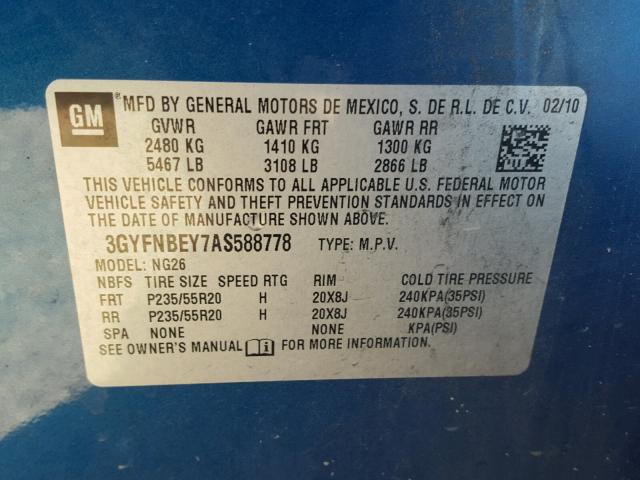 GM ® MFD BY GENERAL MOTORS DE MEXICO, S. DE R.L. DE C.V. 02/10
GVWR GAWR FRT GAWR RR
2480 KG 1410 KG 1300 KG
5467 LB 3108 LB 2866 LB
THIS VEHICLE CONFORMS TO ALL APPLICABLE U.S. FEDERAL MOTOR
VEHICLE SAFETY AND THEFT PREVENTION STANDARDS IN EFFECT ON
THE DATE OF MANUFACTURE SHOWN ABOVE.
3GYFNBEY7AS588778 TYPE: M.P.V.
MODEL: NG26
NBFS TIRE SIZE SPEED RTG RIM COLD TIRE PRESSURE
FRT P235/55R20 H 20X8J 240KPA(35PSI)
RR P235/55R20 H 20X8J 240KPA(35PSI)
SPA NONE NONE KPA(PSI)
SEE OWNER'S MANUAL FOR MORE INFORMATION.